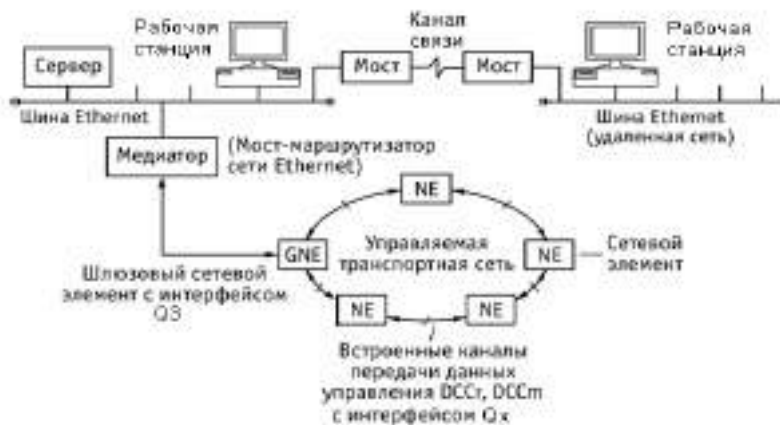 Рабочая
станция
Канал
связи
Рабочая
станция
Сервер
Мост
Мост
Шина Ethernet
Шина Ethernet
(удаленная сеть)
Медиатор
(Мост-маршрутизатор
сети Ethernet)
NE
GNE
Управляемая
транспортная сеть
NE
Сетевой
элемент
Шлюзовый сетевой
элемент с интерфейсом
Q3
NE
NE
Встроенные каналы
передачи данных
управления DCCr, DCCm
с интерфейсом Qx